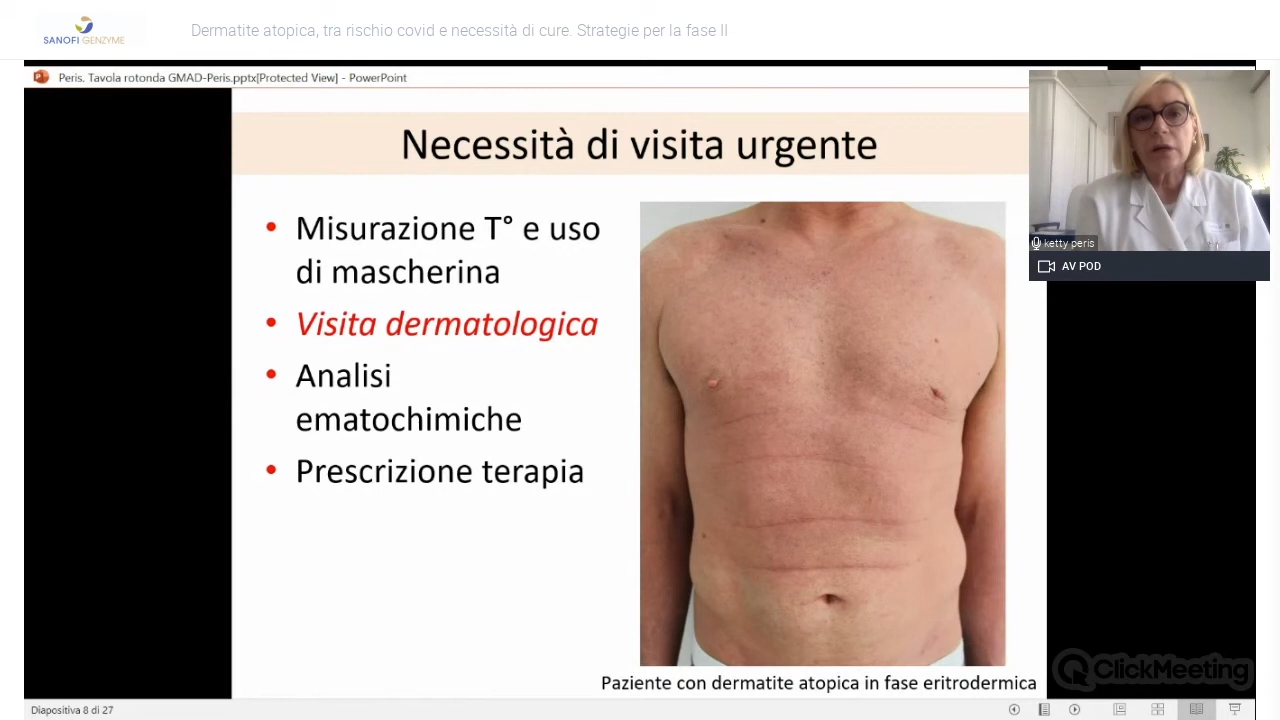 SANOFI GENZYME
Dermatite atopica, tra rischio covid e necessità di cure. Strategie per la fase II
Peris. Tavola rotonda GMAD-Peris.pptx[Protected View] - PowerPoint
Necessità di visita urgente
• Misurazione T° e uso
di mascherina
• Visita dermatologica
• Analisi
ematochimiche
• Prescrizione terapia
ketty peris
AV POD
Paziente con dermatite atopica in fase eritrodermica
ClickMeeting
Diapositiva 8 di 27